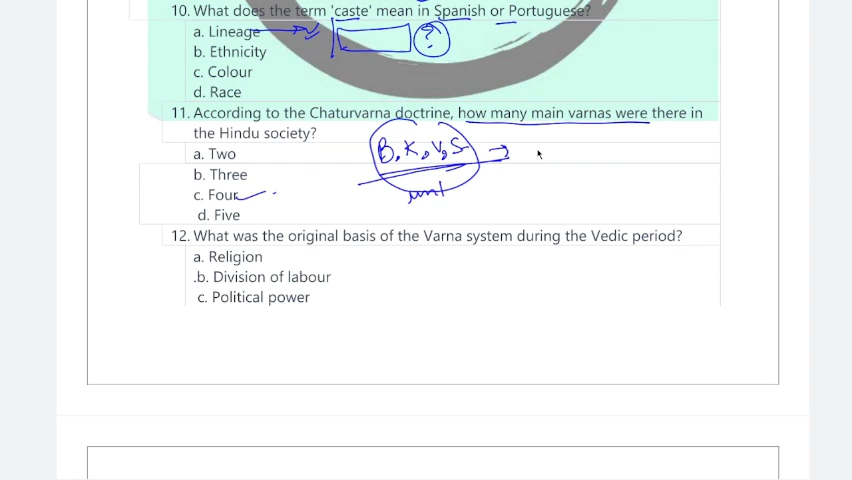 10. What does the term 'caste' mean in Spanish or Portuguese?
a. Lineage
?
b. Ethnicity
c. Colour
d. Race
11. According to the Chaturvarna doctrine, how many main varnas were there in
the Hindu society?
a. Two
B, K, V, S
b. Three
c. Four
d. Five
12. What was the original basis of the Varna system during the Vedic period?
a. Religion
.b. Division of labour
c. Political power